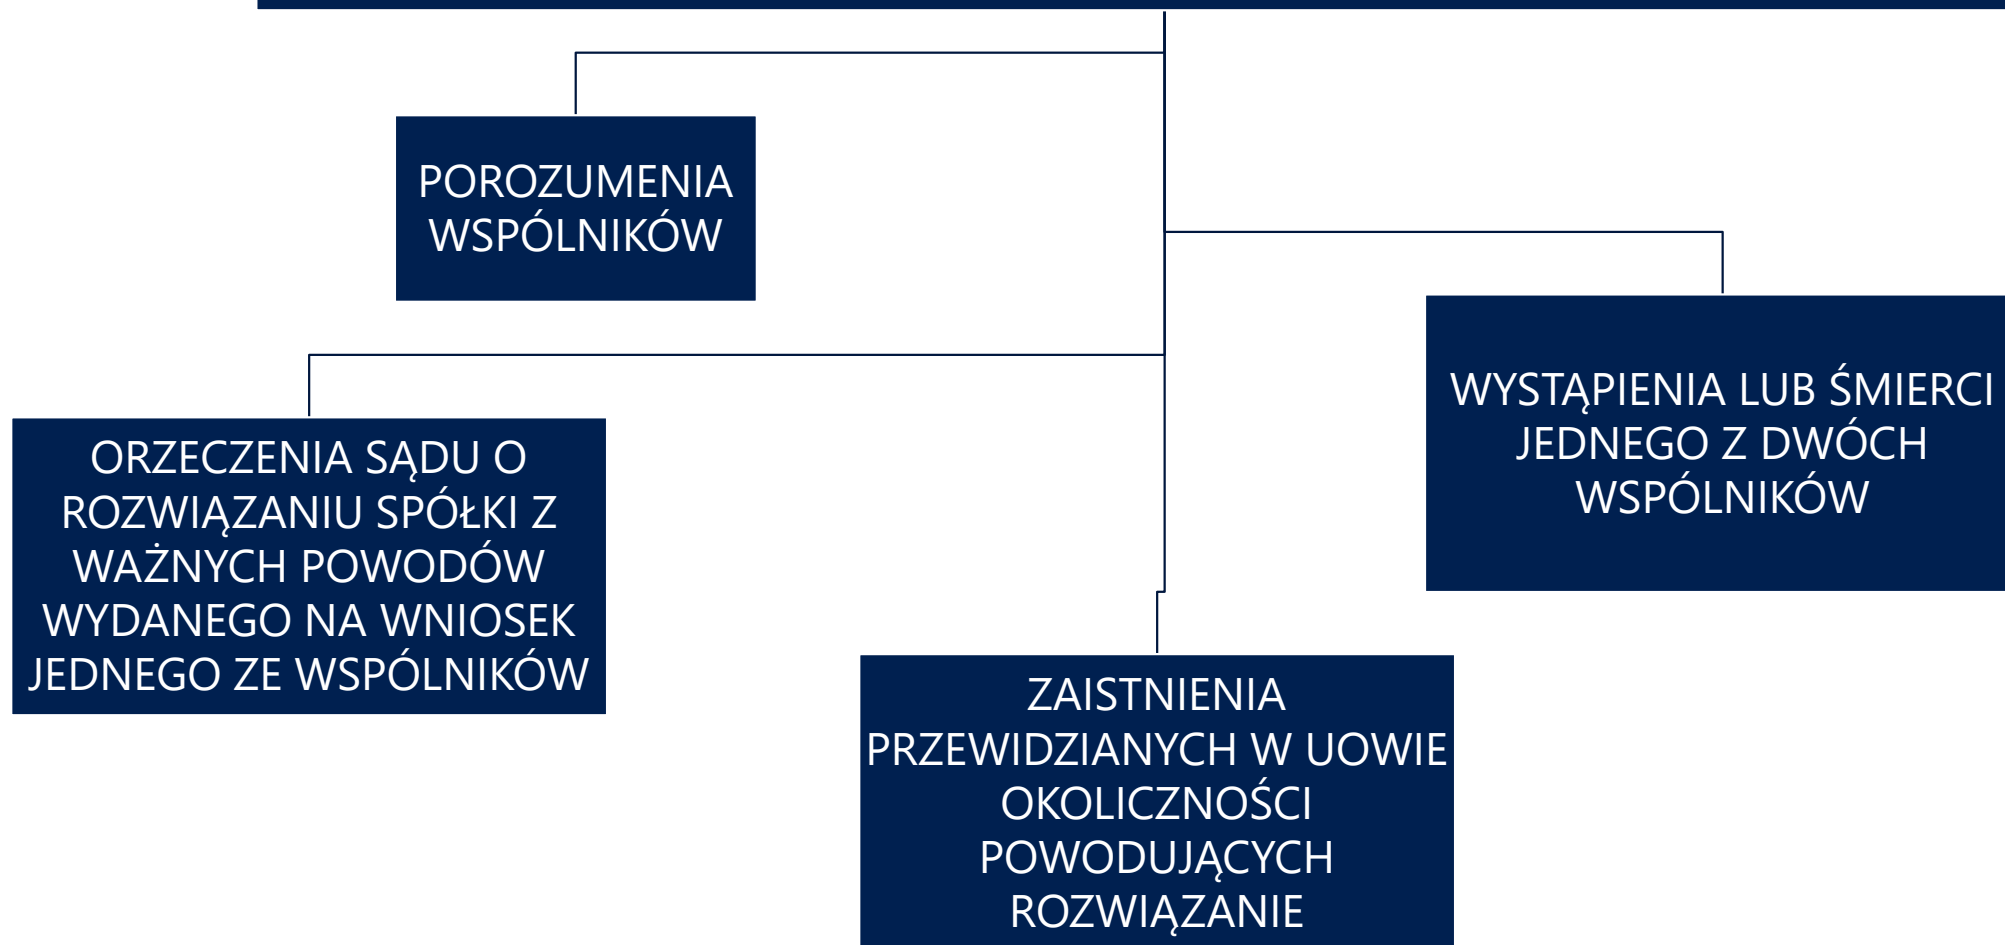 POROZUMENIA
WSPÓLNIKÓW
WYSTĄPIENIA LUB ŚMIERCI
JEDNEGO Z DWÓCH
WSPÓLNIKÓW
ORZECZENIA SĄDU O
ROZWIĄZANIU SPÓŁKI Z
WAŻNYCH POWODÓW
WYDANEGO NA WNIOSEK
JEDNEGO ZE WSPÓLNIKÓW
ZAISTNIENIA
PRZEWIDZIANYCH W UOWIE
OKOLICZNOŚCI
POWODUJĄCYCH
ROZWIĄZANIE